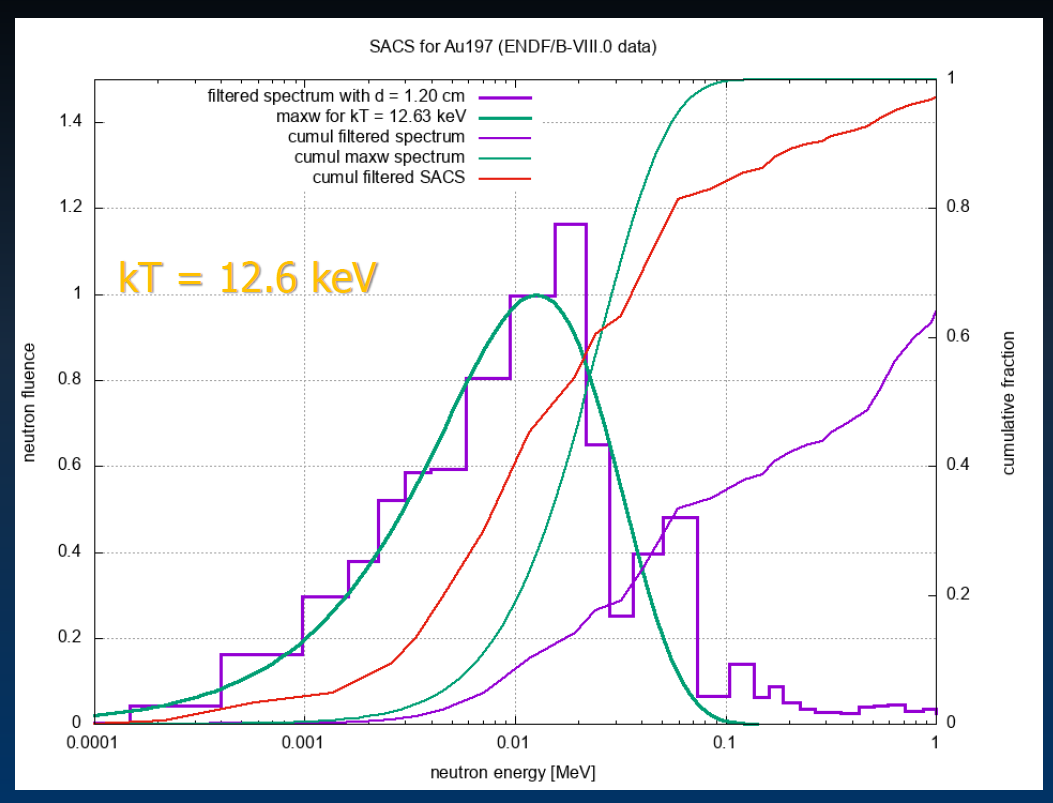 SACS for Au197 (ENDF/B-VIII.0 data)
filtered spectrum with d = 1.20 cm
maxw for kT = 12.63 keV
cumul filtered spectrum
cumul maxw spectrum
cumul filtered SACS
kT = 12.6 keV
neutron fluence
1.4
1.2
1
0.8
0.6
0.4
0.2
0
1
0.8
0.6
0.4
0.2
0
cumulative fraction
0.0001 0.001 0.01 0.1 1
neutron energy [MeV]